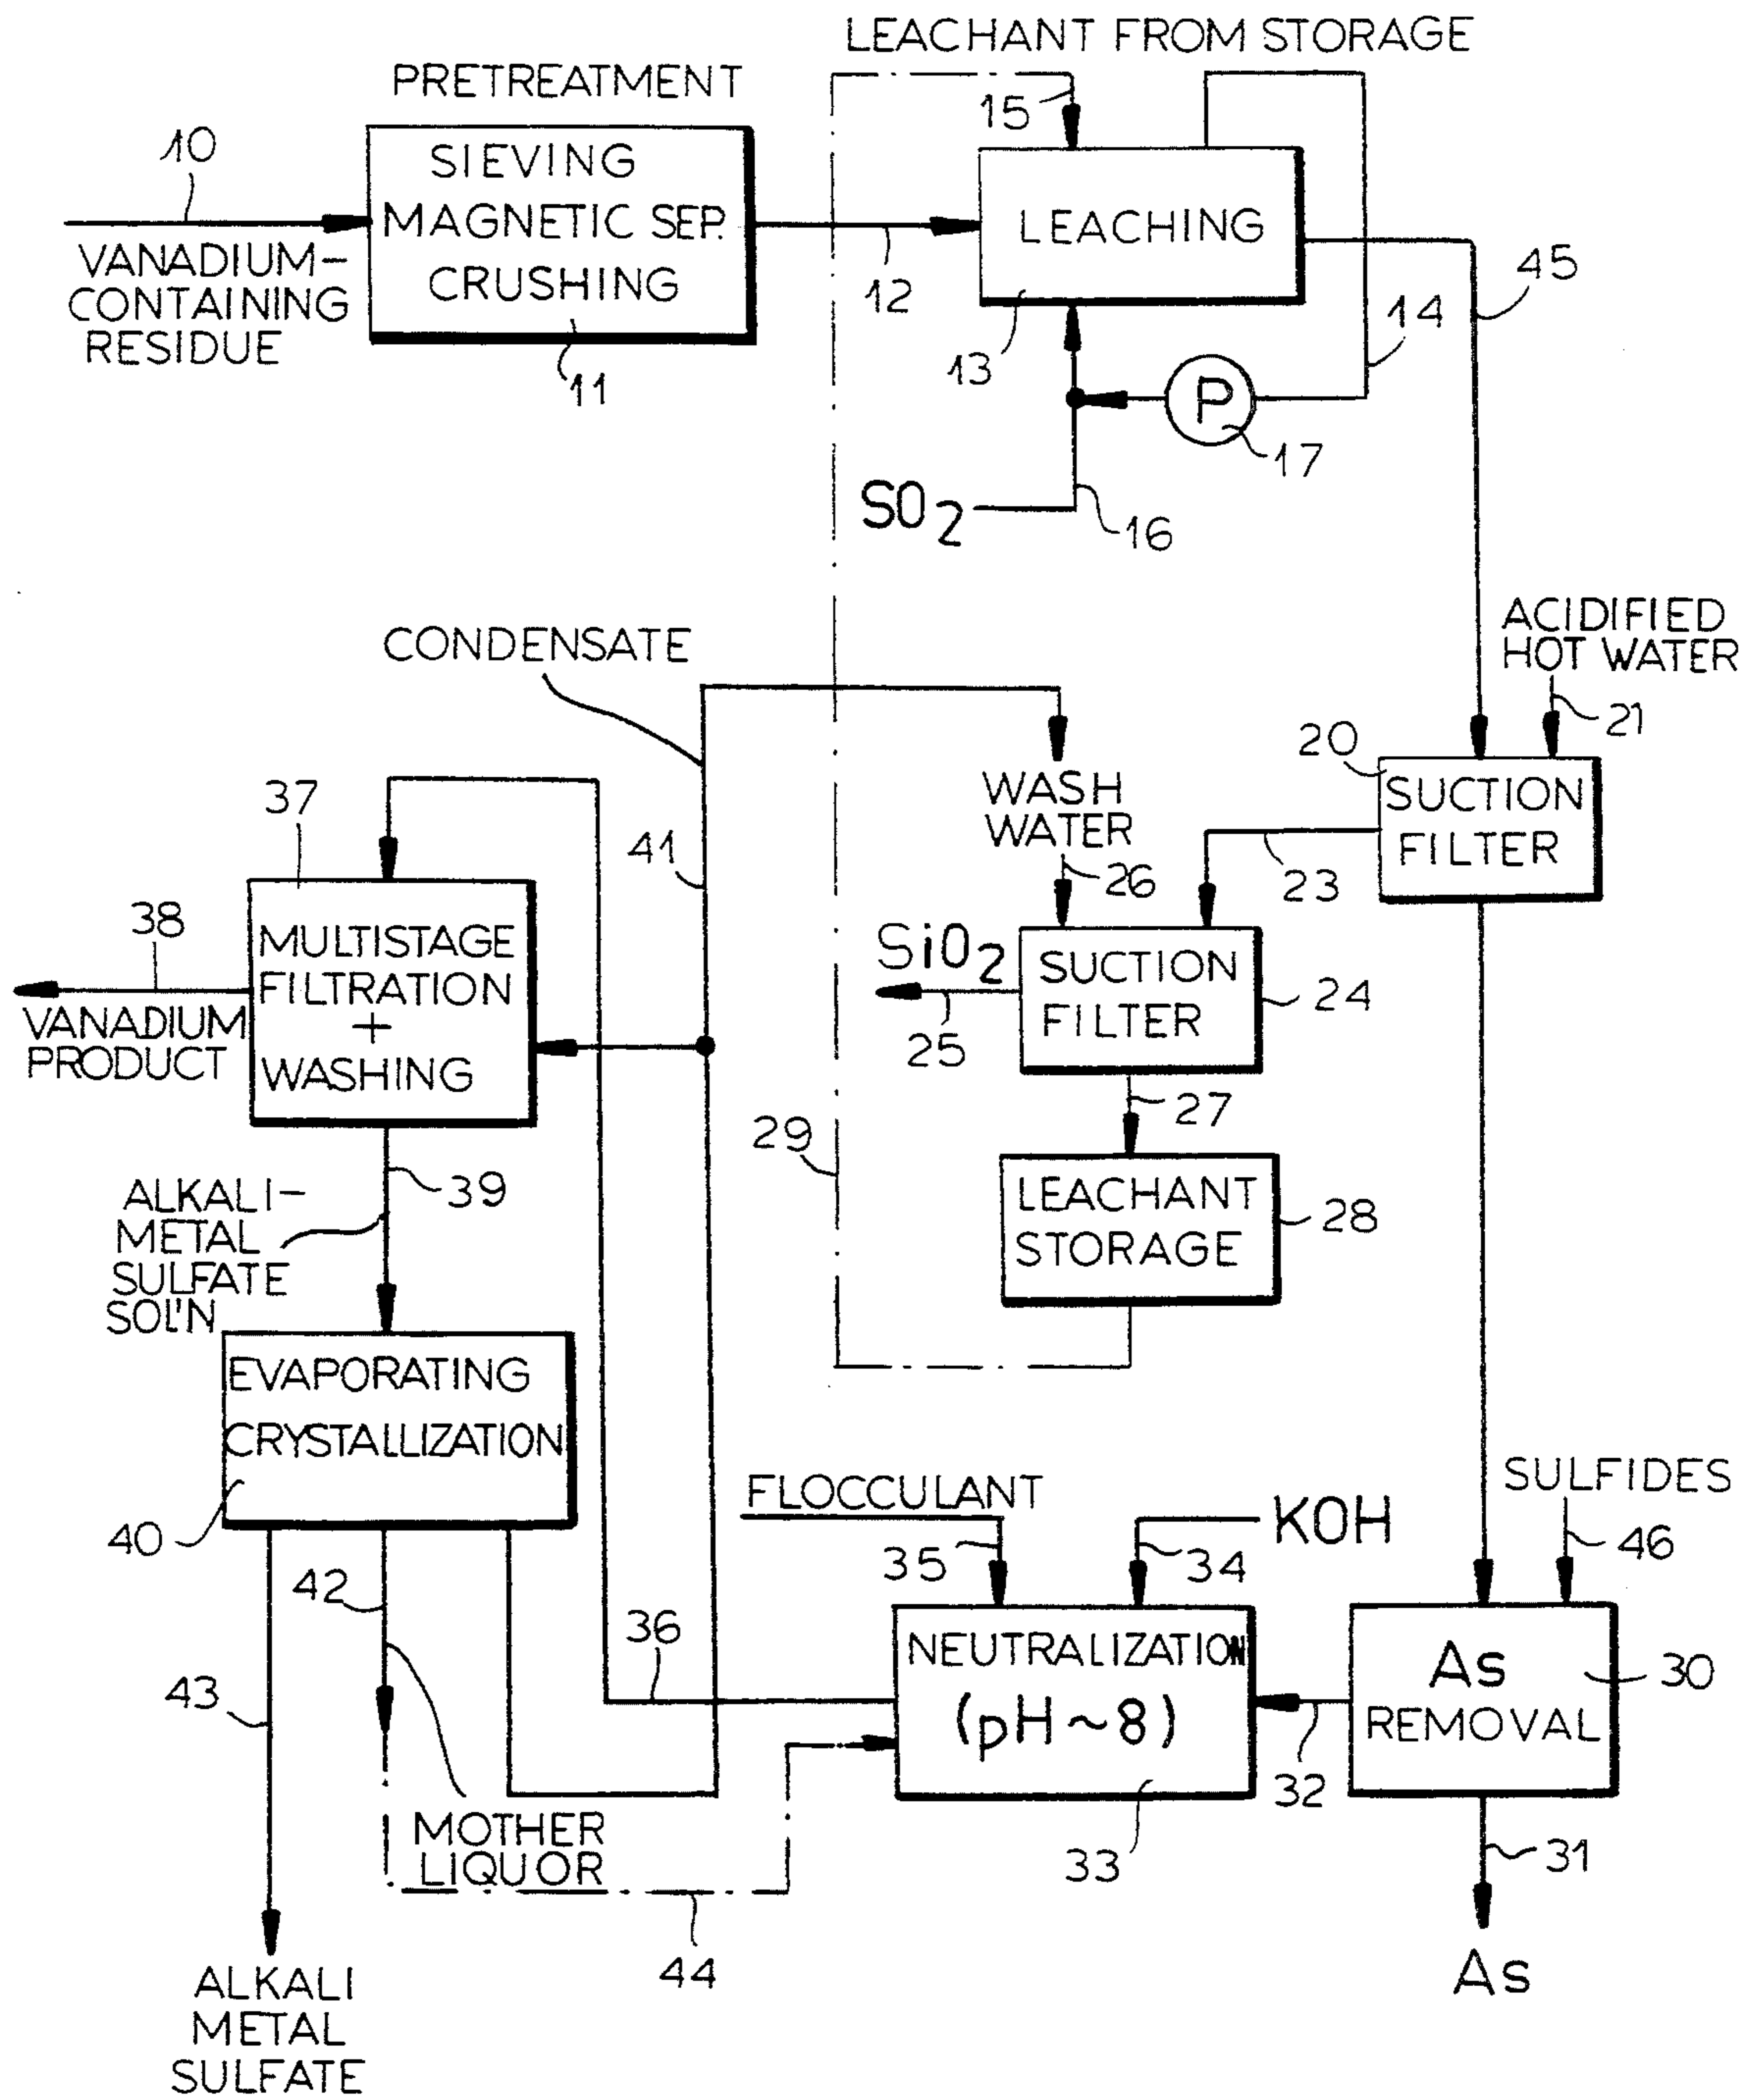 LEACHANT FROM STORAGE
PRETREATMENT
15
10
SIEVING
MAGNETIC SEP.
CRUSHING
LEACHING
VANADIUM-
CONTAINING
RESIDUE
12
45
14
11
13
P
17
SO2
16
CONDENSATE
ACIDIFIED
HOT WATER
21
20
SUCTION
FILTER
37
WASH
WATER
41
26
23
38
MULTISTAGE
FILTRATION
+
WASHING
SiO2
SUCTION
FILTER
24
VANADIUM
PRODUCT
25
27
29
39
ALKALI-
METAL
SULFATE
SOL'N
LEACHANT
STORAGE
28
EVAPORATING
CRYSTALLIZATION
40
FLOCCULANT
KOH
SULFIDES
35
34
46
42
36
NEUTRALIZATION
(pH~8)
As
REMOVAL
30
43
32
MOTHER
LIQUOR
33
31
44
As
ALKALI
METAL
SULFATE